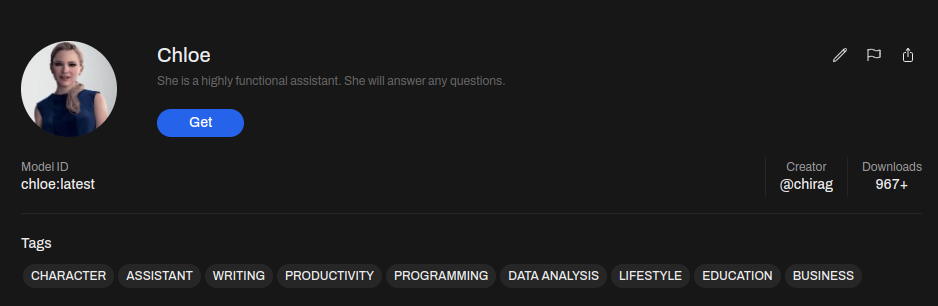 Chloe
She is a highly functional assistant. She will answer any questions.
Get
Model ID
chloe:latest
Creator
@chirag
Downloads
967+
Tags
CHARACTER ASSISTANT WRITING PRODUCTIVITY PROGRAMMING DATA ANALYSIS LIFESTYLE EDUCATION BUSINESS